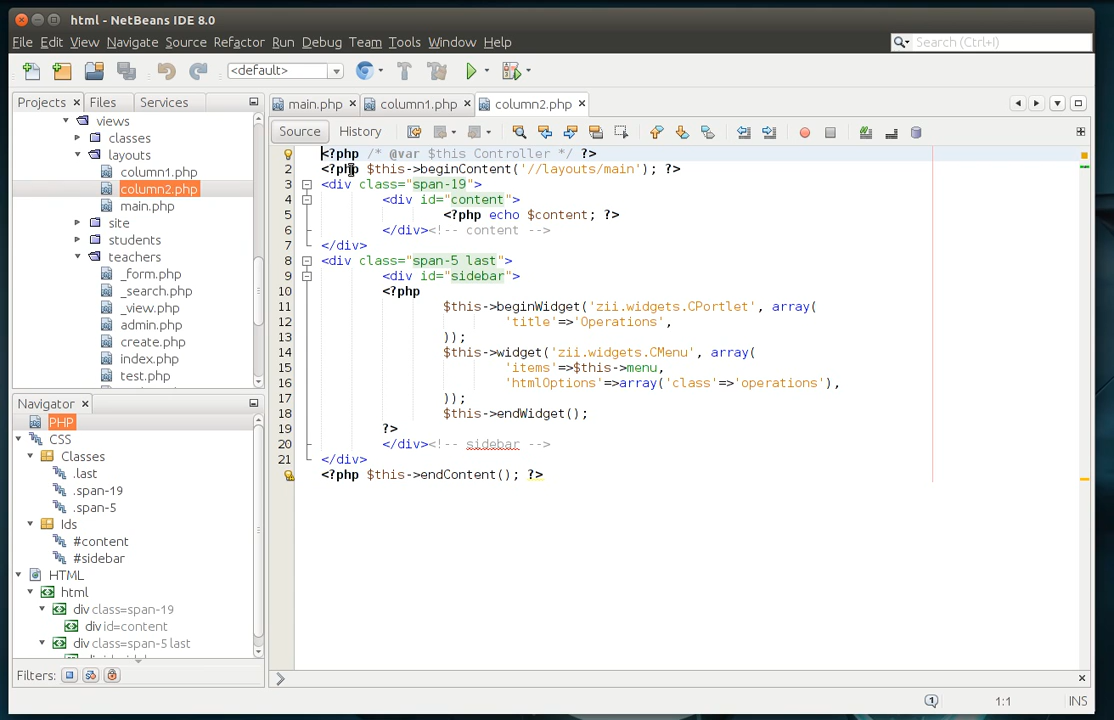 html - NetBeans IDE 8.0
File Edit View Navigate Source Refactor Run Debug Team Tools Window Help
Search (Ctrl+I)
<default>
Projects Files Services
views
classes
layouts
column1.php
column2.php
main.php
site
students
teachers
_form.php
_search.php
_view.php
admin.php
create.php
index.php
test.php
Navigator
PHP
CSS
Classes
.last
.span-19
.span-5
Ids
#content
#sidebar
HTML
html
div class=span-19
div id=content
div class=span-5 last
Filters:
main.php column1.php column2.php
Source History
1 <?php /* @var $this Controller */ ?>
2 <?php $this->beginContent('//layouts/main'); ?>
3 <div class="span-19">
4 <div id="content">
5 <?php echo $content; ?>
6 </div><!-- content -->
7 </div>
8 <div class="span-5 last">
9 <div id="sidebar">
10 <?php
11 $this->beginWidget('zii.widgets.CPortlet', array(
12 'title'=>'Operations',
13 ));
14 $this->widget('zii.widgets.CMenu', array(
15 'items'=>$this->menu,
16 'htmlOptions'=>array('class'=>'operations'),
17 ));
18 $this->endWidget();
19 ?>
20 </div><!-- sidebar -->
21 </div>
<?php $this->endContent(); ?>
1:1 INS